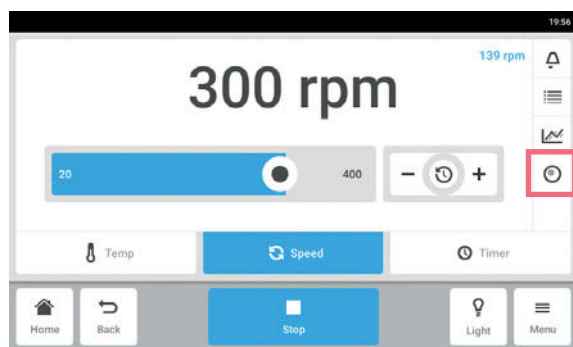 19:56
139 rpm
300 rpm
20
400
Temp
Speed
Timer
Home
Back
Stop
Light
Menu